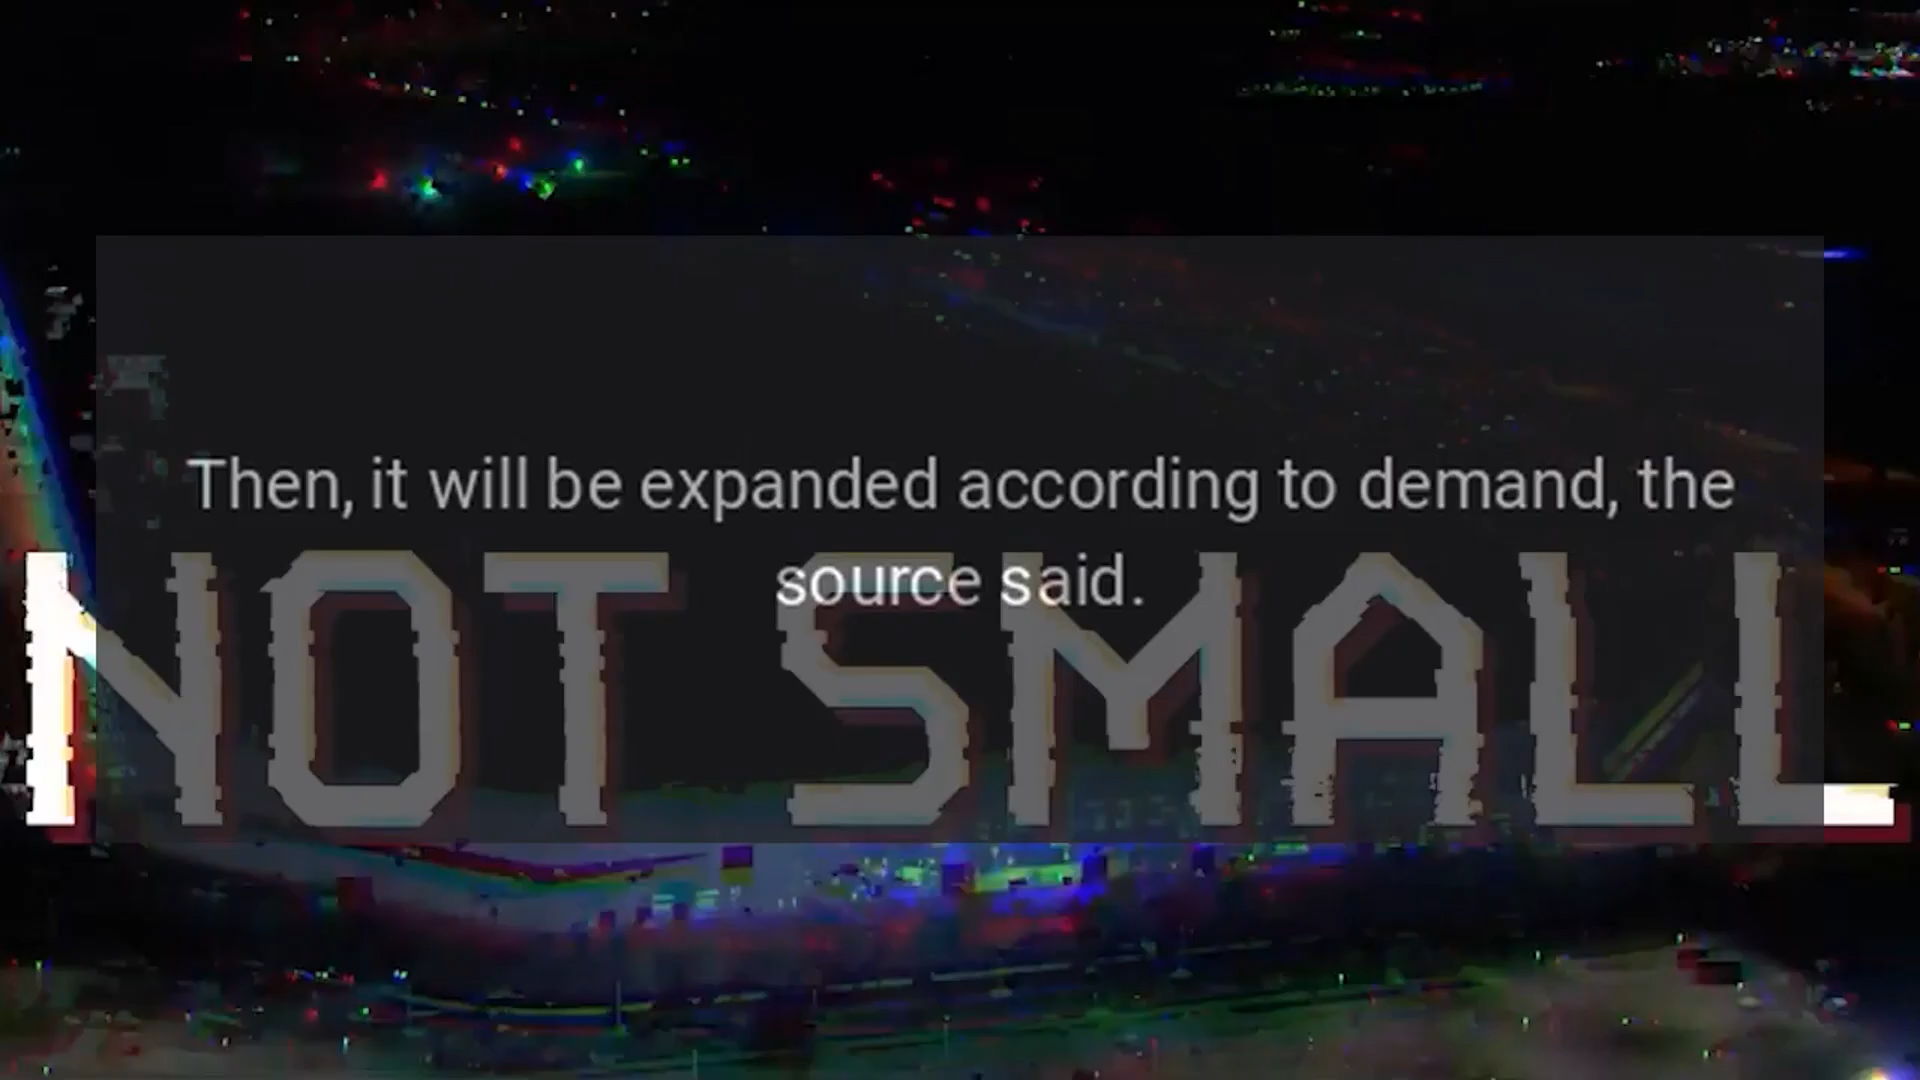 Then, it will be expanded according to demand, the
source said.
NOT SMALL